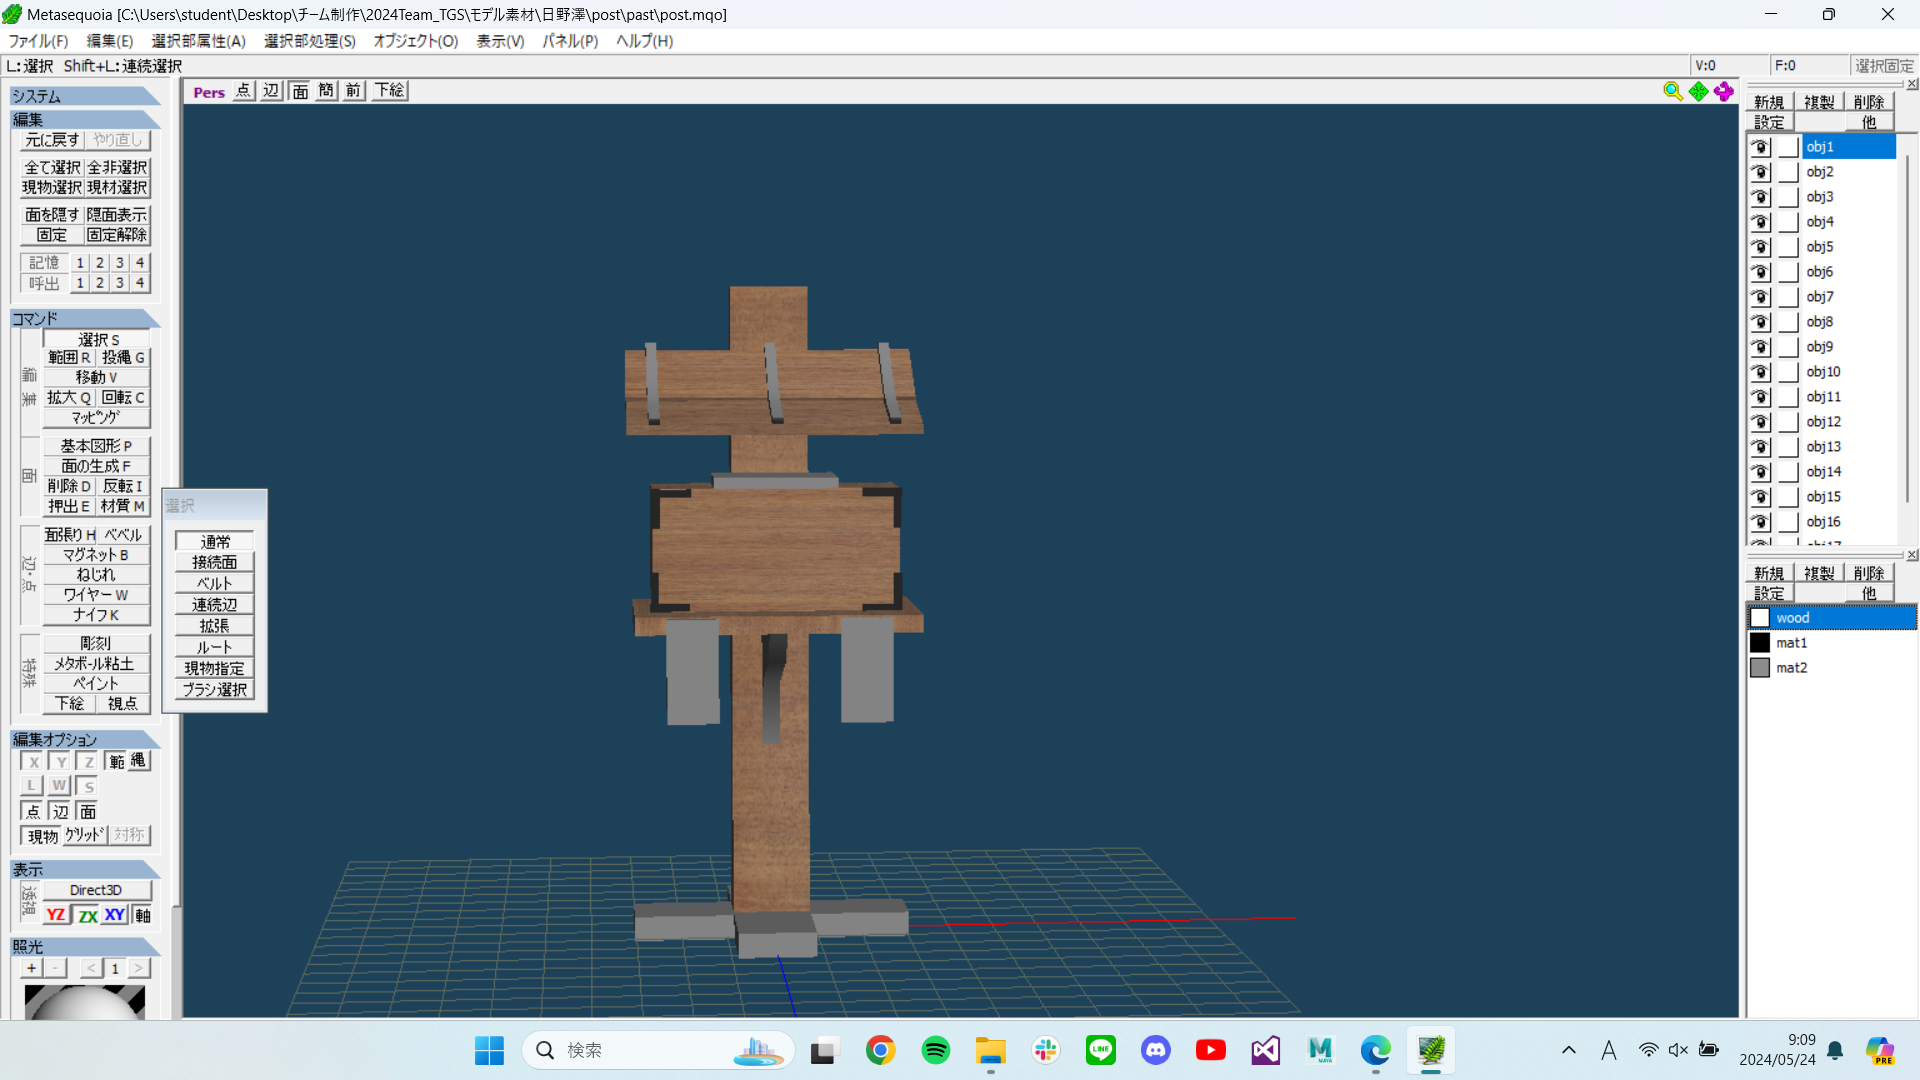 Metasequoia [C:\Users\student\Desktop\チーム制作\2024Team_TGS\モデル素材\日野澤\post\past\post.mqo]
ファイル(F) 編集(E) 選択部属性(A) 選択部処理(S) オブジェクト(O) 表示(V) パネル(P) ヘルプ(H)
L:選択 Shift+L:連続選択
V:0 F:0 選択固定
システム
編集
元に戻す やり直し
全て選択 全非選択
現物選択 現材選択
面を隠す 隠面表示
固定 固定解除
記憶 1 2 3 4
呼出 1 2 3 4
コマンド
編集
選択 S
範囲 R 投縄 G
移動 V
拡大 Q 回転 C
マッピング
面
基本図形 P
面の生成 F
削除 D 反転 I
押出 E 材質 M
辺・点
面張り H ベベル
マグネット B
ねじれ
ワイヤー W
ナイフ K
特殊
彫刻
メタボール粘土
ペイント
下絵 視点
編集オプション
X Y Z 範 縄
L W S
点 辺 面
現物 グリッド 対称
表示
透視
Direct3D
YZ ZX XY 軸
照光
+ - < 1 >
Pers 点 辺 面 簡 前 下絵
選択
通常
接続面
ベルト
連続辺
拡張
ルート
現物指定
ブラシ選択
新規 複製 削除
設定 他
obj1
obj2
obj3
obj4
obj5
obj6
obj7
obj8
obj9
obj10
obj11
obj12
obj13
obj14
obj15
obj16
新規 複製 削除
設定 他
wood
mat1
mat2
検索
LINE
MAYA
A
9:09
2024/05/24
PRE